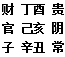 财 丁酉 贵
官 己亥 阴
子 辛丑 常